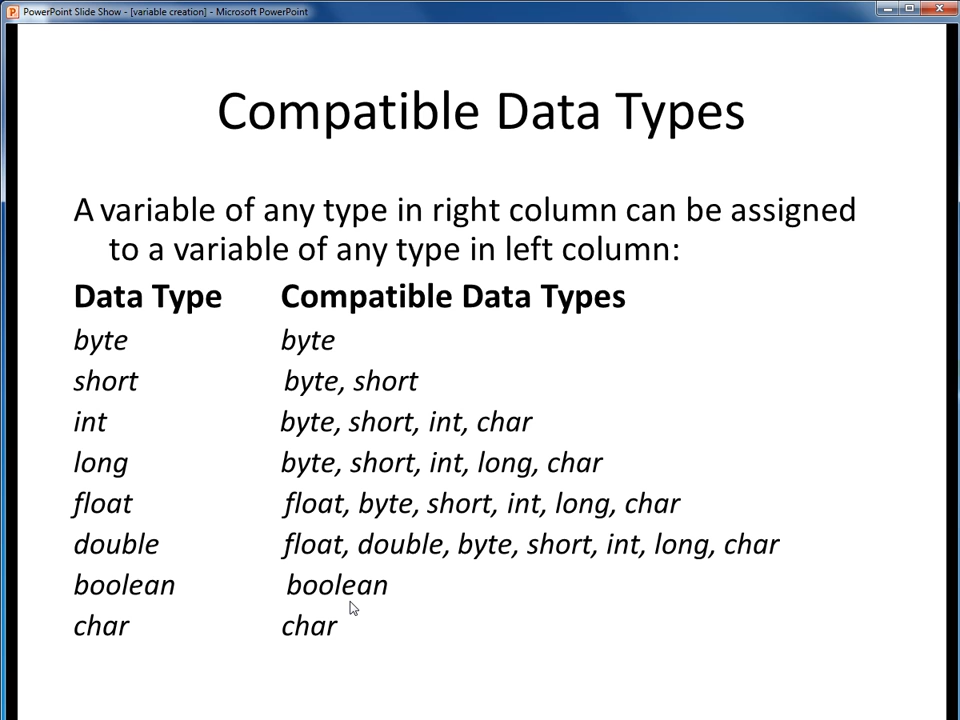 PowerPoint Slide Show - [variable creation] - Microsoft PowerPoint
Compatible Data Types
A variable of any type in right column can be assigned
to a variable of any type in left column:
Data Type Compatible Data Types
byte byte
short byte, short
int byte, short, int, char
long byte, short, int, long, char
float float, byte, short, int, long, char
double float, double, byte, short, int, long, char
boolean boolean
char char